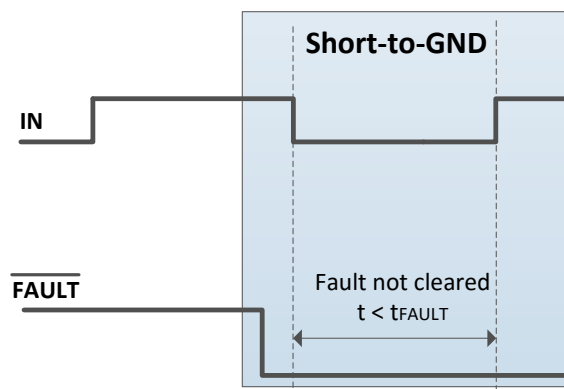 Short-to-GND
IN
FAULT
Fault not cleared
t < tFAULT